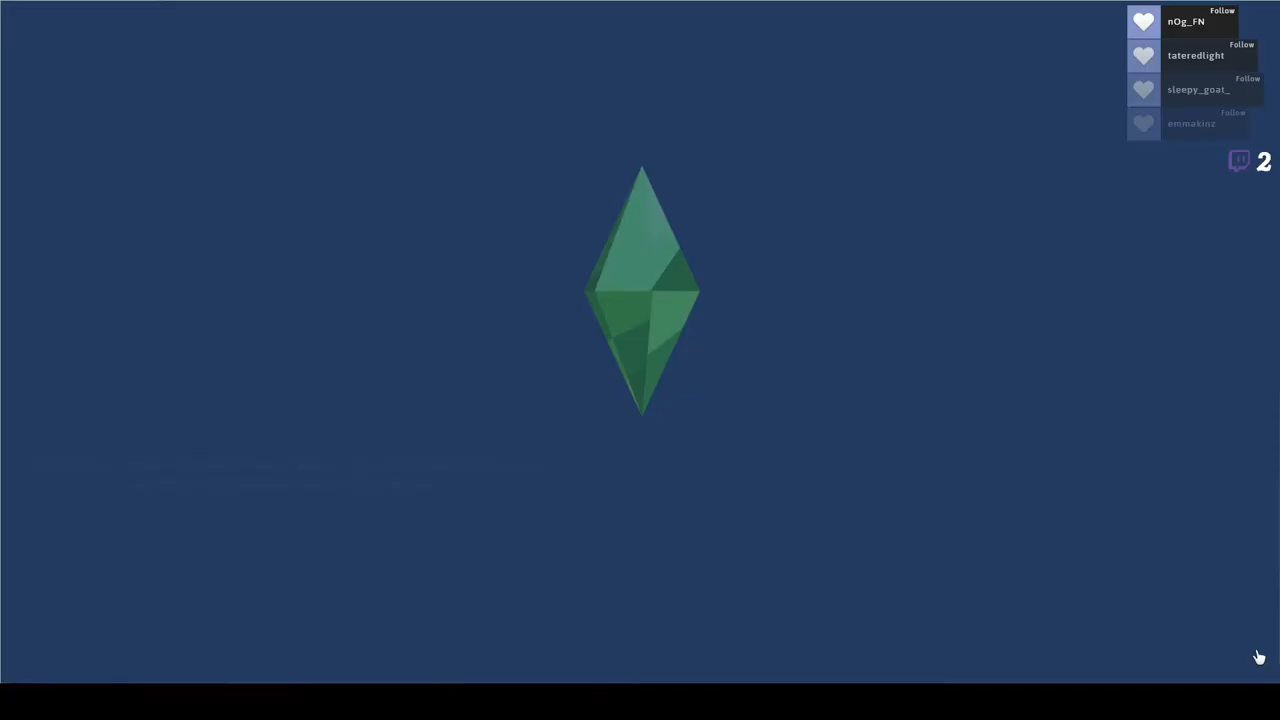 Follow
nOg_FN
Follow
tateredlight
Follow
sleepy_goat_
Follow
emmakinz
2